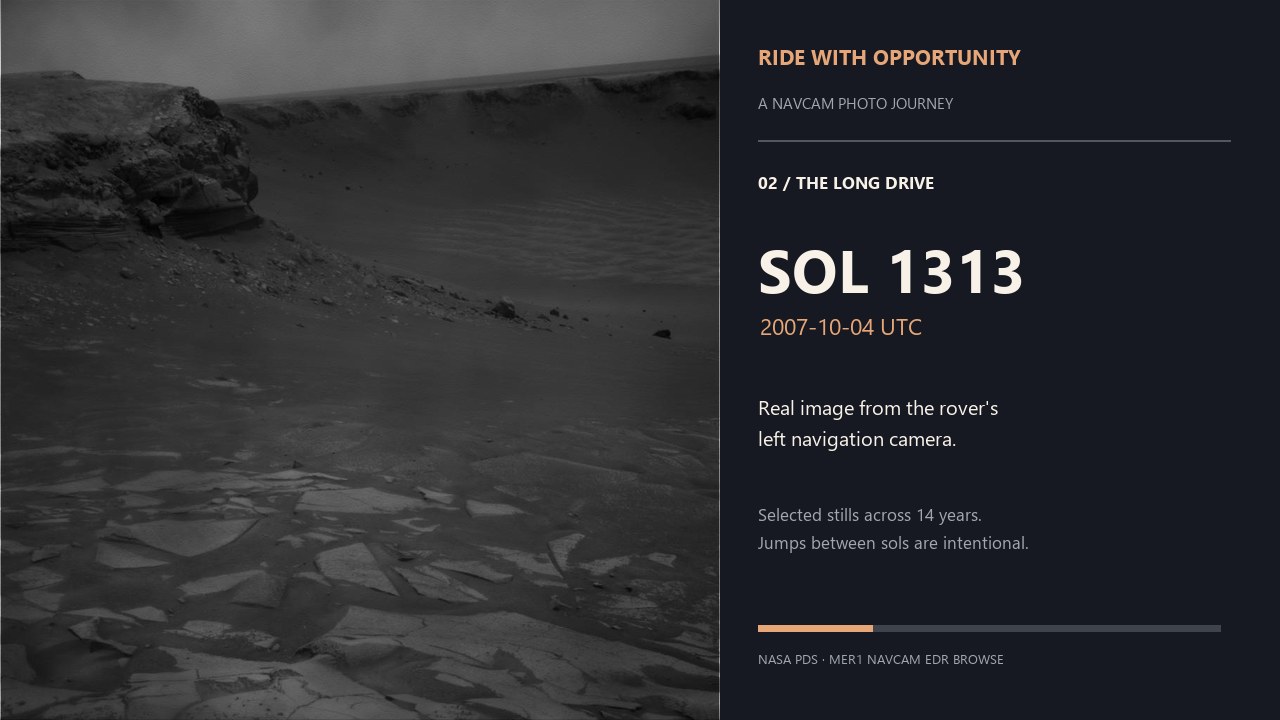 RIDE WITH OPPORTUNITY
A NAVCAM PHOTO JOURNEY
02 / THE LONG DRIVE
SOL 1313
2007-10-04 UTC
Real image from the rover's
left navigation camera.
Selected stills across 14 years.
Jumps between sols are intentional.
NASA PDS · MER1 NAVCAM EDR BROWSE